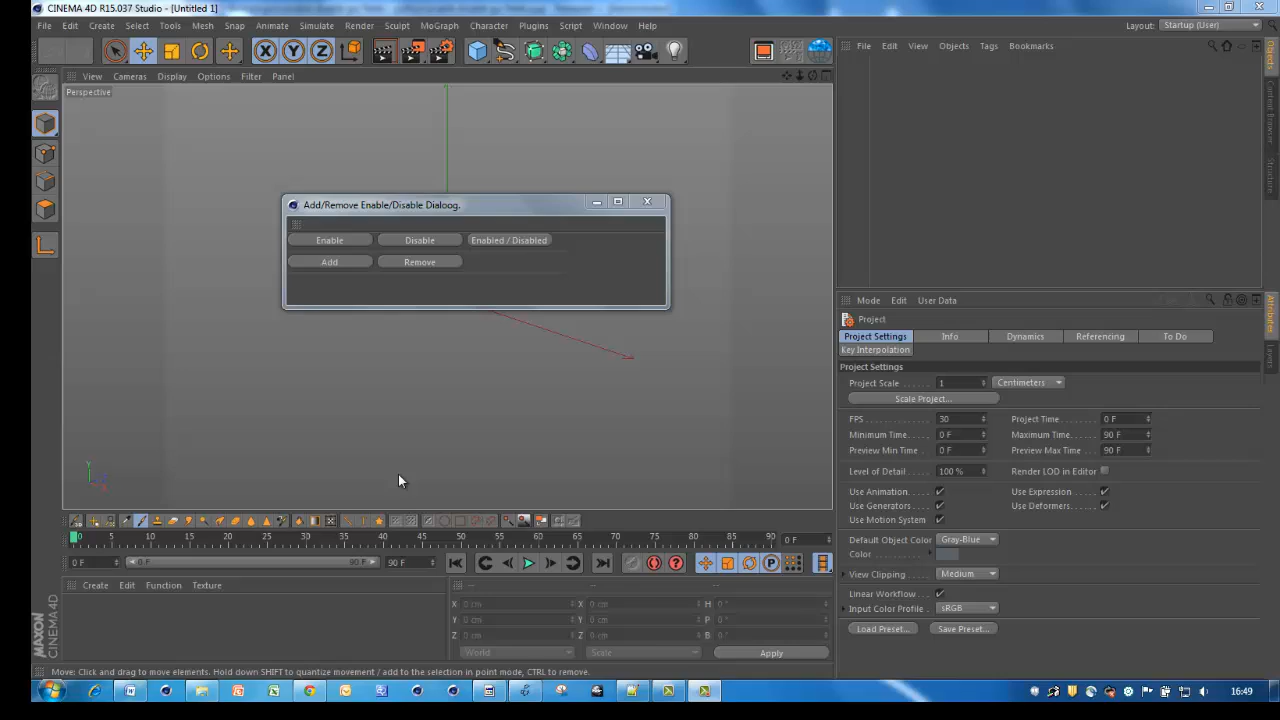 CINEMA 4D R15.037 Studio - [Untitled 1]
File Edit Create Select Tools Mesh Snap Animate Simulate Render Sculpt MoGraph Character Plugins Script Window Help
Layout: Startup (User)
View Cameras Display Options Filter Panel
File Edit View Objects Tags Bookmarks
Perspective
Add/Remove Enable/Disable Dialoog.
Enable Disable Enabled / Disabled
Add Remove
Objects
Content Browser
Structure
Attributes
Layers
Mode Edit User Data
Project
Project Settings Info Dynamics Referencing To Do
Key Interpolation
Project Settings
Project Scale 1 Centimeters
Scale Project...
FPS 30 Project Time 0 F
Minimum Time 0 F Maximum Time 90 F
Preview Min Time 0 F Preview Max Time 90 F
Level of Detail 100 % Render LOD in Editor
Use Animation Use Expression
Use Generators Use Deformers
Use Motion System
Default Object Color Gray-Blue
Color
View Clipping Medium
Linear Workflow
Input Color Profile sRGB
Load Preset... Save Preset...
Y
X
0 5 10 15 20 25 30 35 40 45 50 55 60 65 70 75 80 85 90 0 F
0 F 0 F 90 F 90 F
Create Edit Function Texture
-- -- --
X 0 cm X 0 cm H 0 °
Y 0 cm Y 0 cm P 0 °
Z 0 cm Z 0 cm B 0 °
World Scale Apply
MAXON
CINEMA 4D
Move: Click and drag to move elements. Hold down SHIFT to quantize movement / add to the selection in point mode, CTRL to remove.
16:49